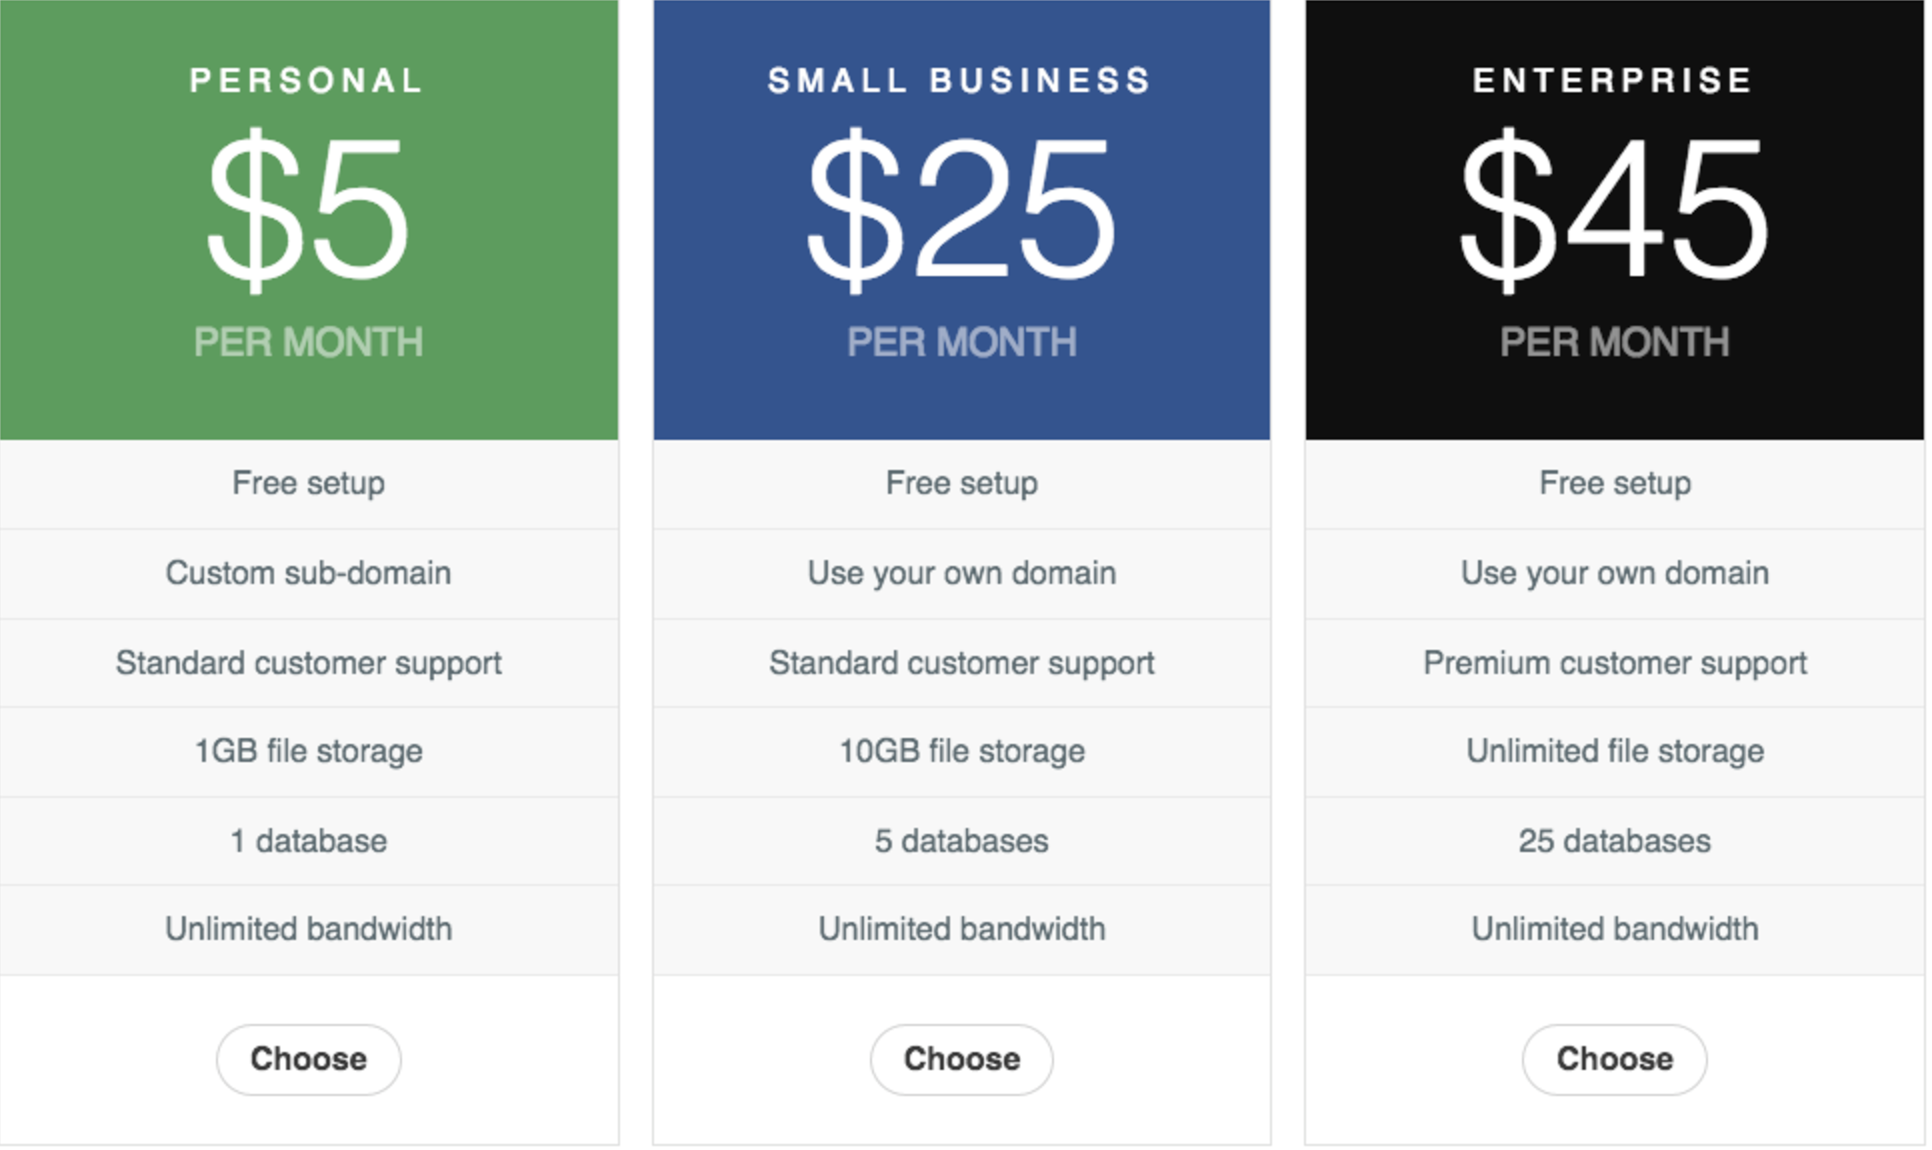 PERSONAL
$5
PER MONTH
Free setup
Custom sub-domain
Standard customer support
1GB file storage
1 database
Unlimited bandwidth
Choose
SMALL BUSINESS
$25
PER MONTH
Free setup
Use your own domain
Standard customer support
10GB file storage
5 databases
Unlimited bandwidth
Choose
ENTERPRISE
$45
PER MONTH
Free setup
Use your own domain
Premium customer support
Unlimited file storage
25 databases
Unlimited bandwidth
Choose